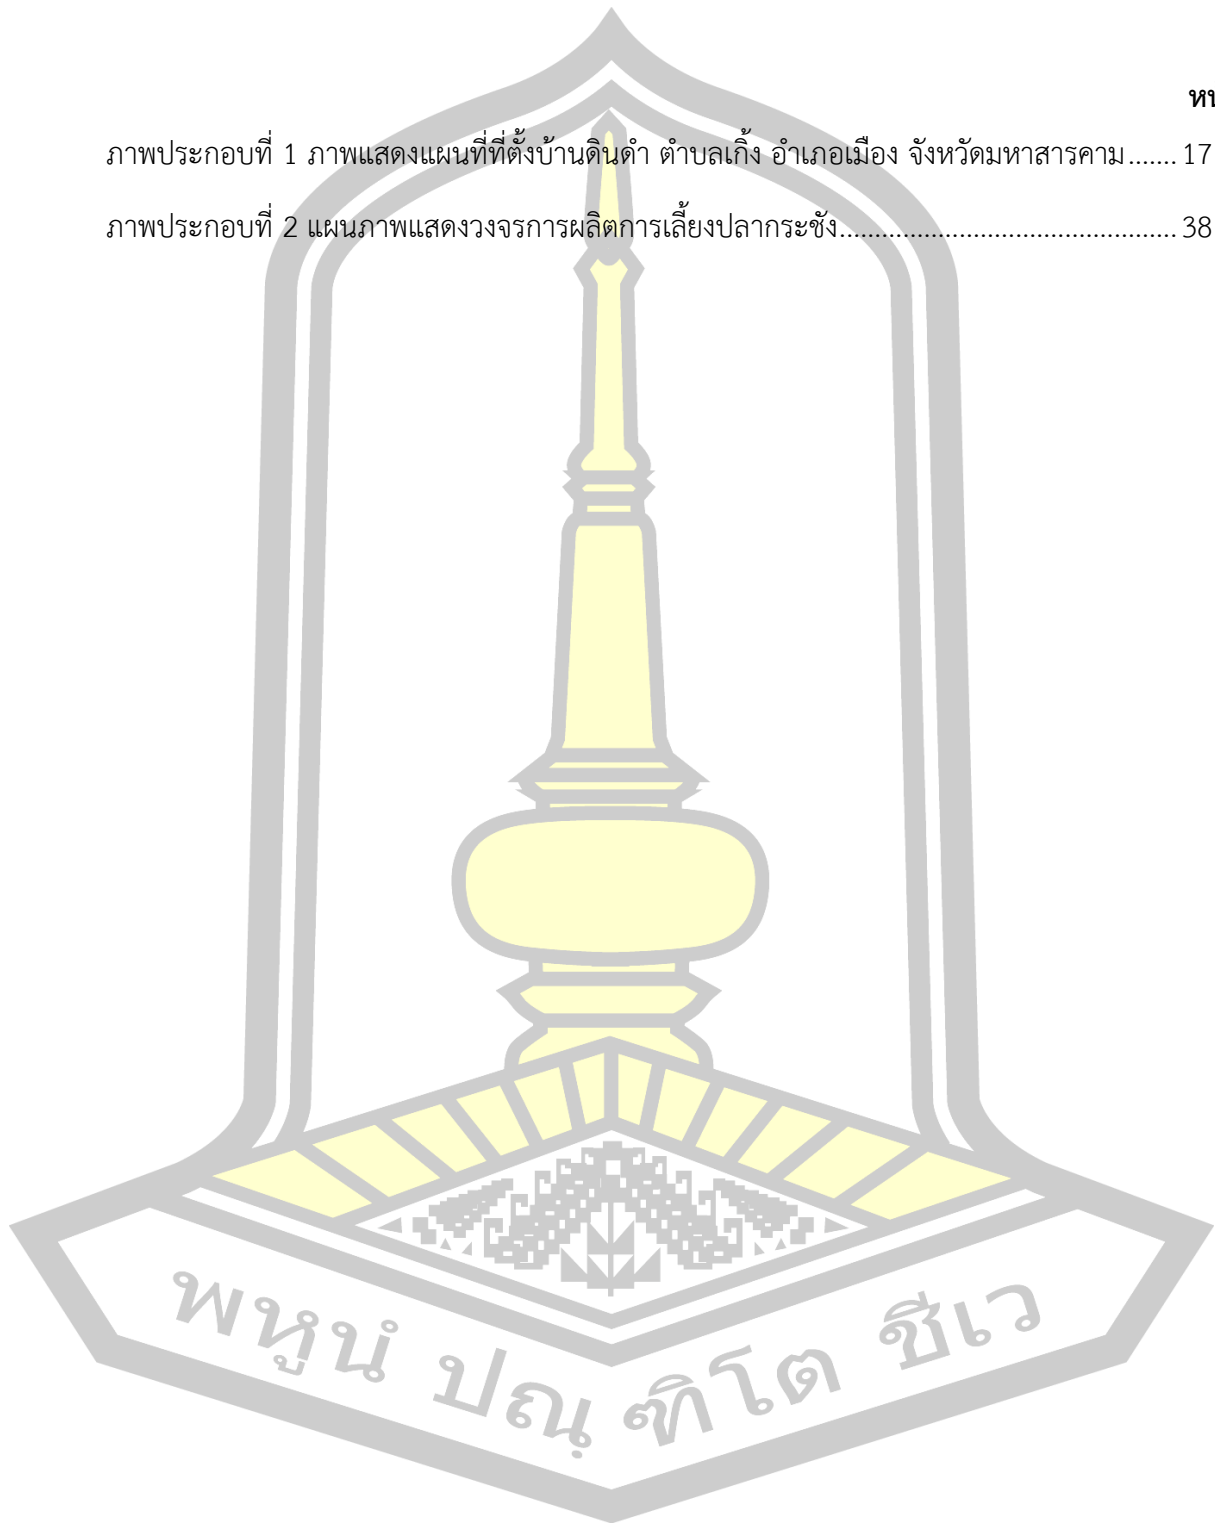 ภาพประกอบที่ 1 ภาพแสดงแผนที่ที่ตั้งบ้านดินดำ ตำบลเกิ้ง อำเภอเมือง จังหวัดมหาสารคาม....... 17
ภาพประกอบที่ 2 แผนภาพแสดงวงจรการผลิตการเลี้ยงปลากระชัง............................................. 38
พหูนํ ปณฺ ฑิโต ชีเว